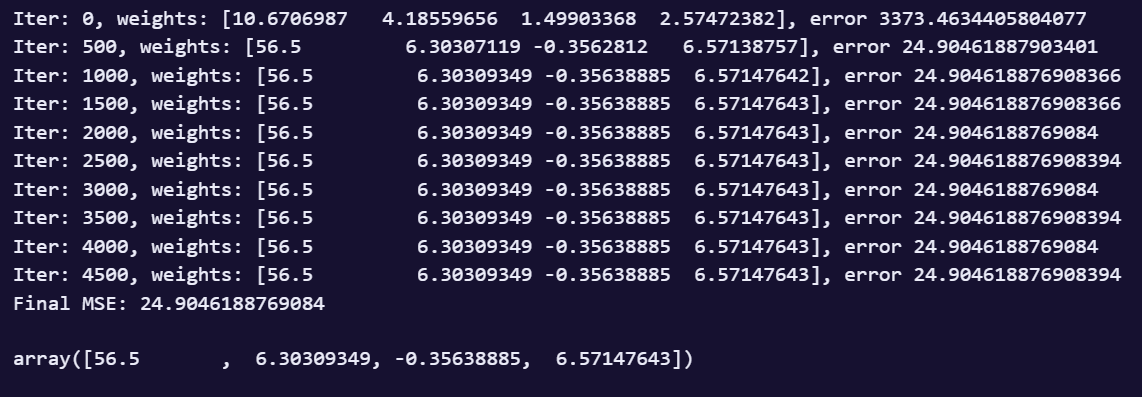 Iter: 0, weights: [10.6706987   4.18559656  1.49903368  2.57472382], error 3373.4634405804077
Iter: 500, weights: [56.5         6.30307119 -0.3562812   6.57138757], error 24.90461887903401
Iter: 1000, weights: [56.5         6.30309349 -0.35638885  6.57147642], error 24.904618876908366
Iter: 1500, weights: [56.5         6.30309349 -0.35638885  6.57147643], error 24.904618876908366
Iter: 2000, weights: [56.5         6.30309349 -0.35638885  6.57147643], error 24.9046188769084
Iter: 2500, weights: [56.5         6.30309349 -0.35638885  6.57147643], error 24.904618876908394
Iter: 3000, weights: [56.5         6.30309349 -0.35638885  6.57147643], error 24.9046188769084
Iter: 3500, weights: [56.5         6.30309349 -0.35638885  6.57147643], error 24.904618876908394
Iter: 4000, weights: [56.5         6.30309349 -0.35638885  6.57147643], error 24.9046188769084
Iter: 4500, weights: [56.5         6.30309349 -0.35638885  6.57147643], error 24.904618876908394
Final MSE: 24.9046188769084
array([56.5       ,  6.30309349, -0.35638885,  6.57147643])